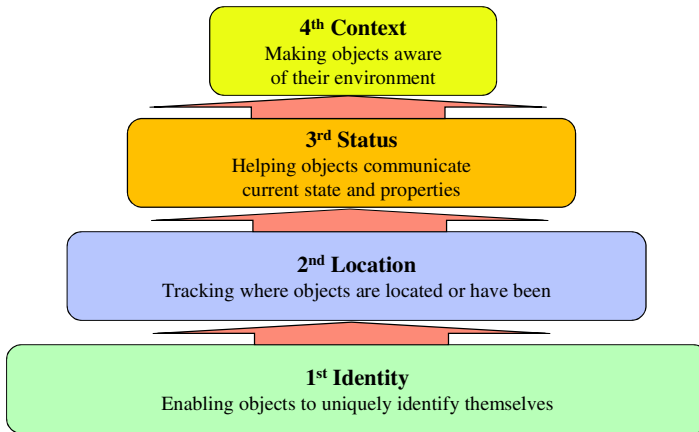 4th Context
Making objects aware
of their environment
3rd Status
Helping objects communicate
current state and properties
2nd Location
Tracking where objects are located or have been
1st Identity
Enabling objects to uniquely identify themselves